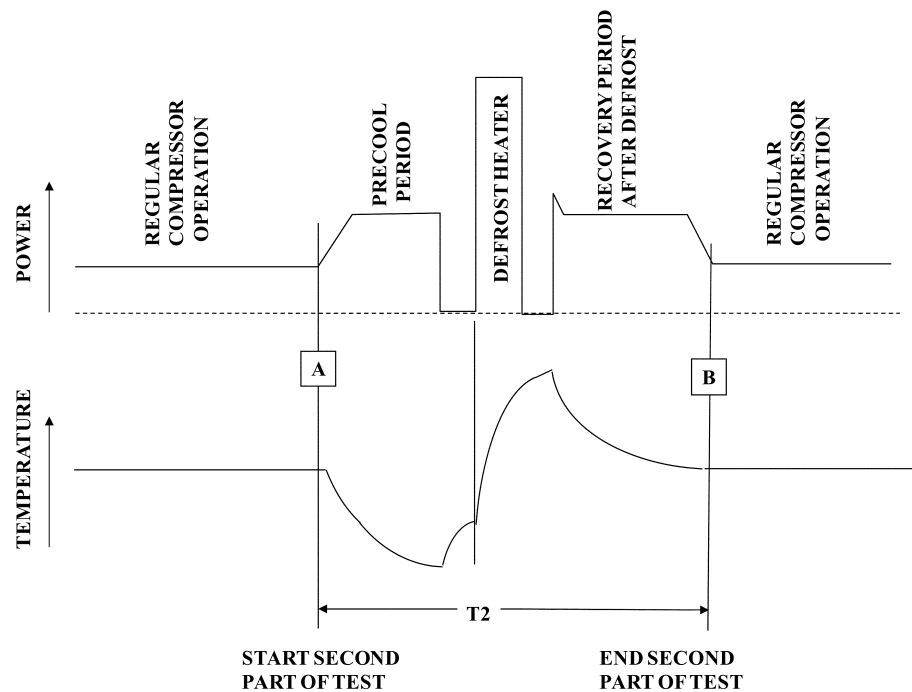 REGULAR
COMPRESSOR
OPERATION
PRECOOL
PERIOD
DEFROST HEATER
RECOVERY PERIOD
AFTER DEFROST
REGULAR
COMPRESSOR
OPERATION
POWER
A
B
TEMPERATURE
T2
START SECOND
PART OF TEST
END SECOND
PART OF TEST